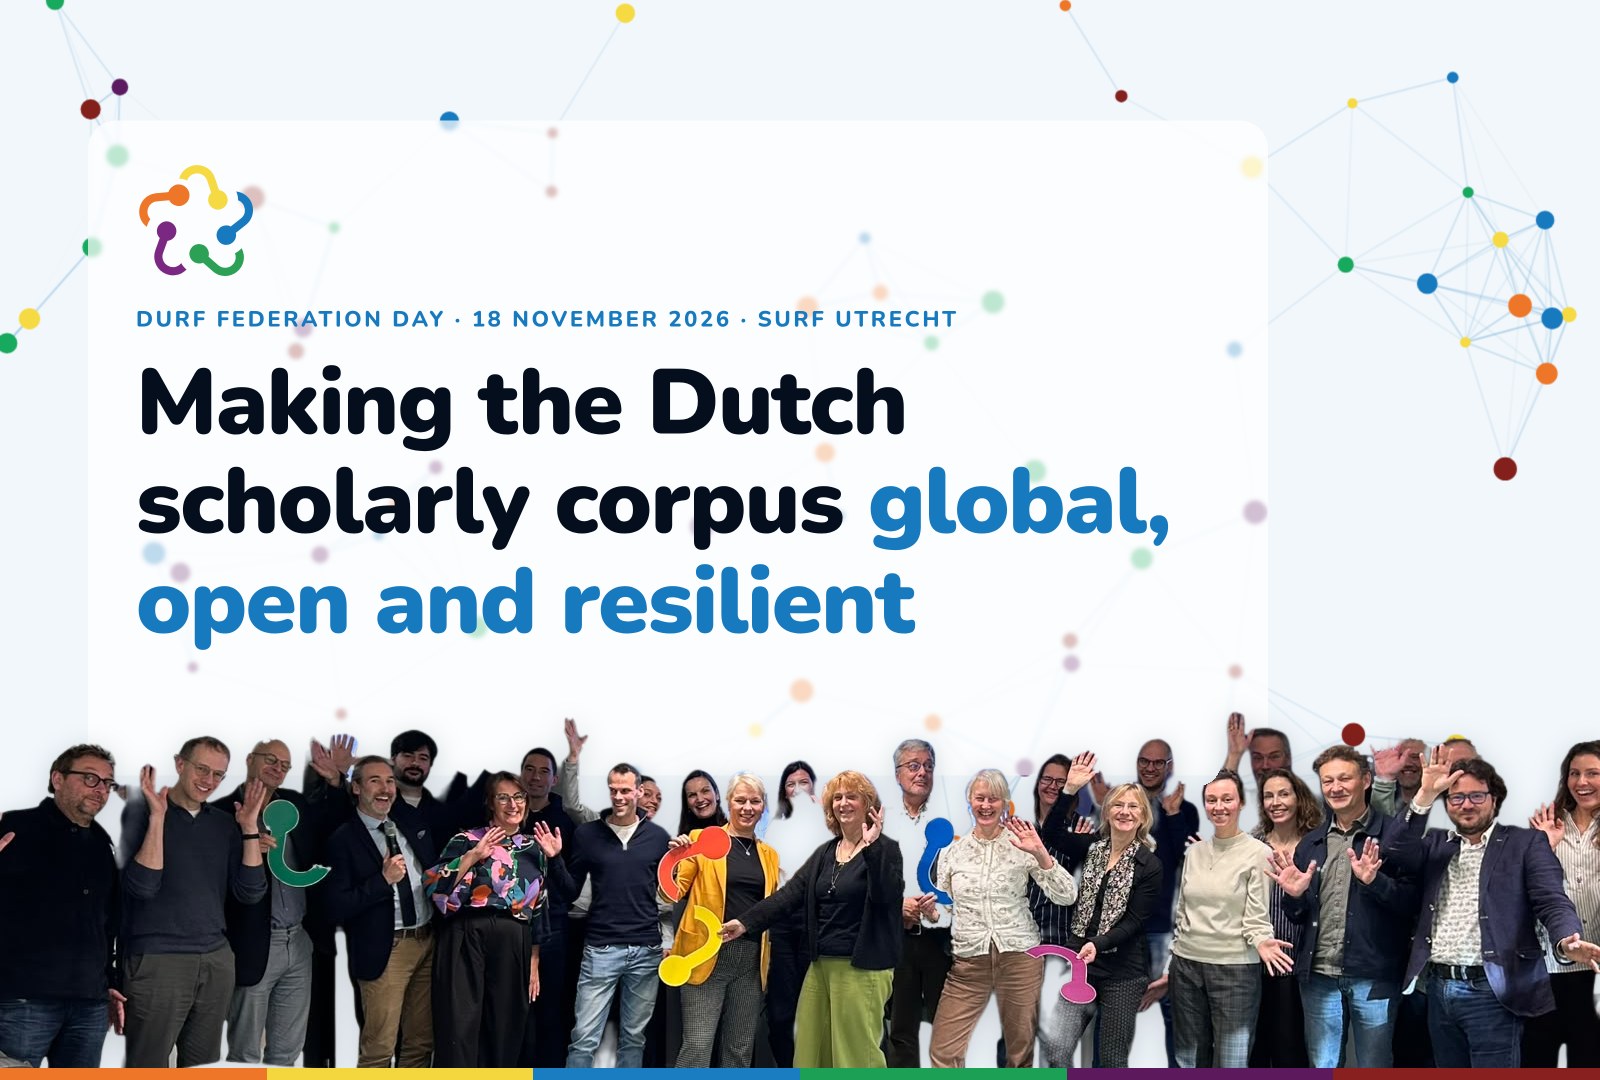 DURF FEDERATION DAY · 18 NOVEMBER 2026 · SURF UTRECHT
Making the Dutch
scholarly corpus global,
open and resilient